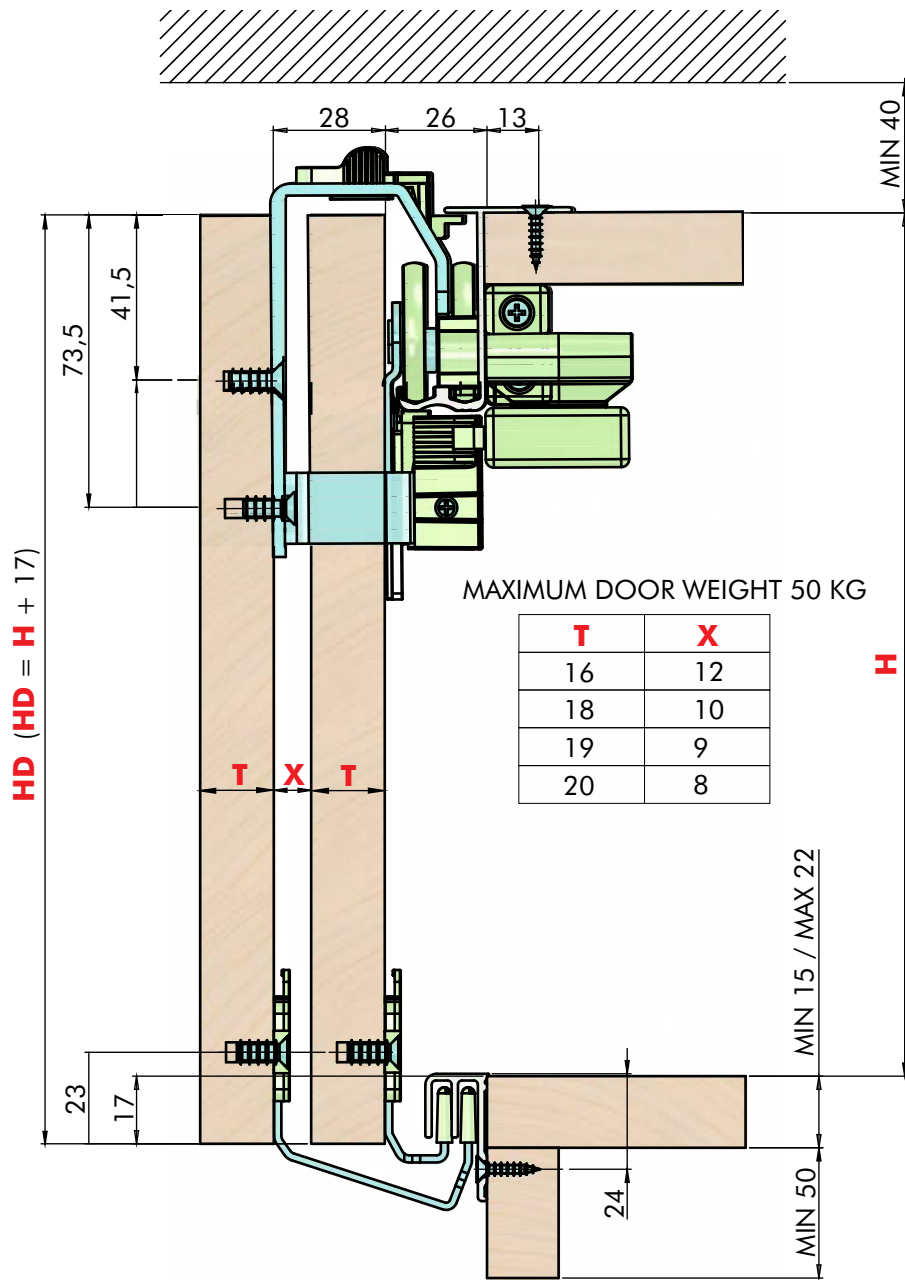 28
26
13
MIN 40
41,5
73,5
HD (HD = H + 17)
MAXIMUM DOOR WEIGHT 50 KG
T X
16 12
18 10
19 9
20 8
H
T X T
MIN 15 / MAX 22
23
17
24
MIN 50